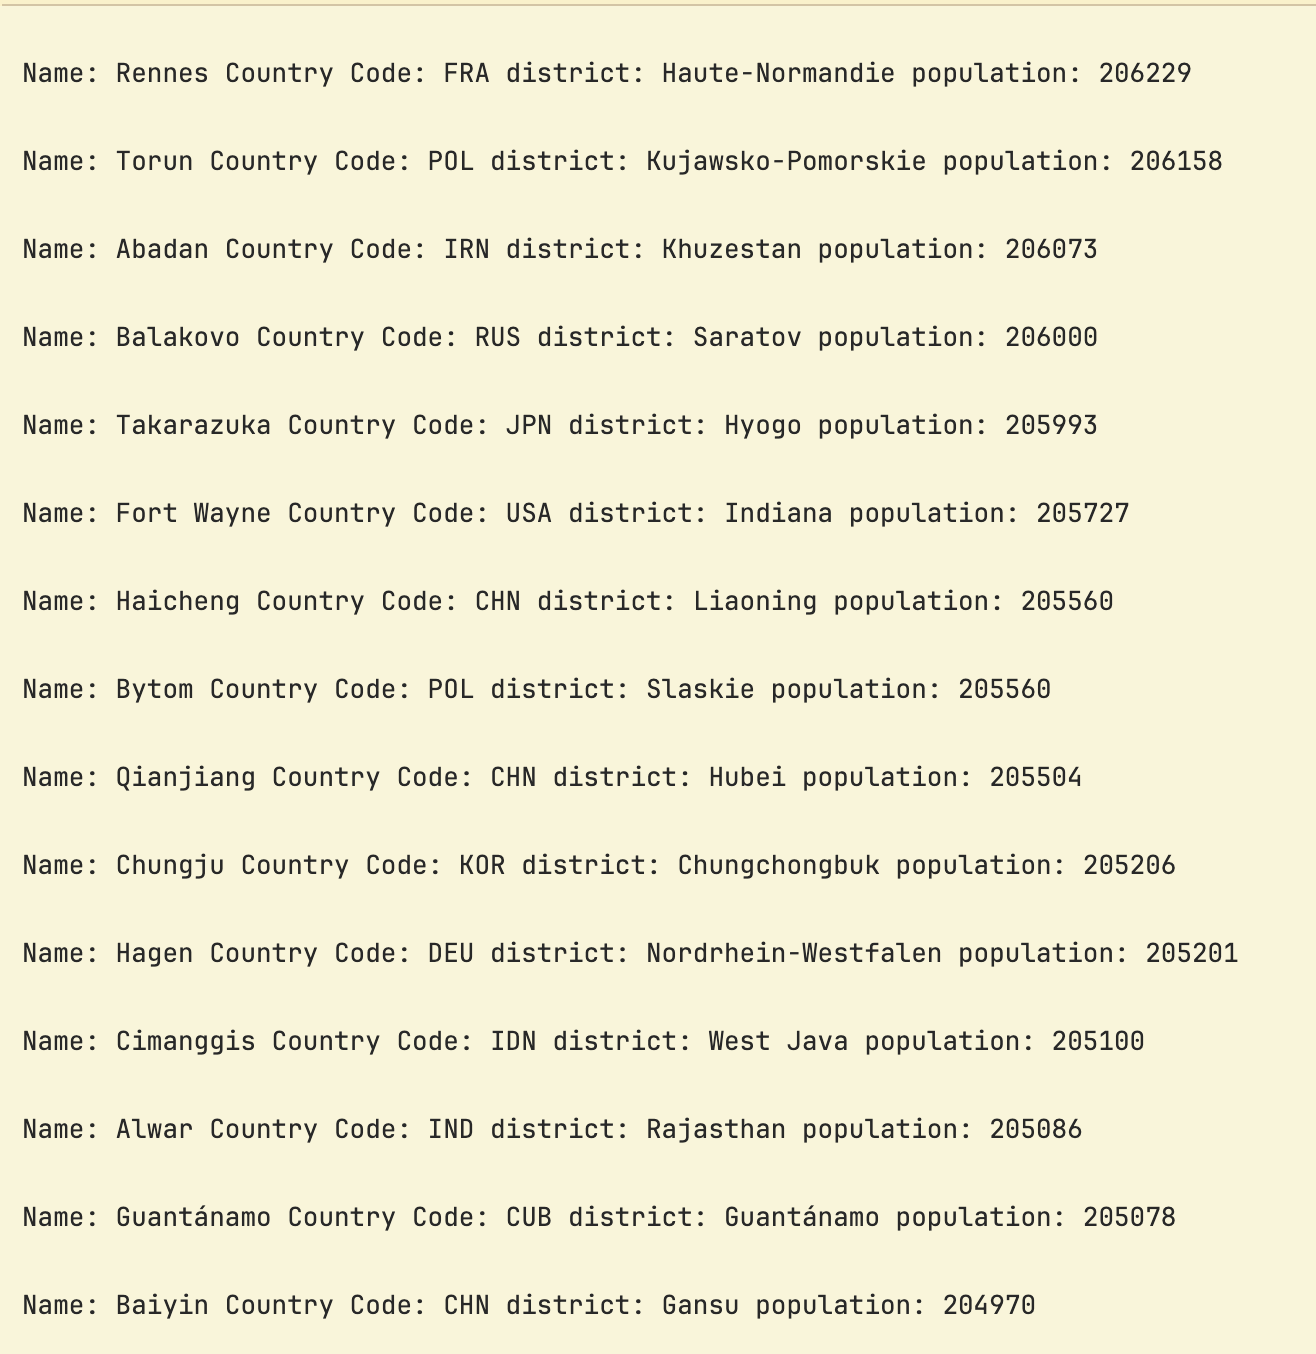 Name: Rennes Country Code: FRA district: Haute-Normandie population: 206229
Name: Torun Country Code: POL district: Kujawsko-Pomorskie population: 206158
Name: Abadan Country Code: IRN district: Khuzestan population: 206073
Name: Balakovo Country Code: RUS district: Saratov population: 206000
Name: Takarazuka Country Code: JPN district: Hyogo population: 205993
Name: Fort Wayne Country Code: USA district: Indiana population: 205727
Name: Haicheng Country Code: CHN district: Liaoning population: 205560
Name: Bytom Country Code: POL district: Slaskie population: 205560
Name: Qianjiang Country Code: CHN district: Hubei population: 205504
Name: Chungju Country Code: KOR district: Chungchongbuk population: 205206
Name: Hagen Country Code: DEU district: Nordrhein-Westfalen population: 205201
Name: Cimanggis Country Code: IDN district: West Java population: 205100
Name: Alwar Country Code: IND district: Rajasthan population: 205086
Name: Guantánamo Country Code: CUB district: Guantánamo population: 205078
Name: Baiyin Country Code: CHN district: Gansu population: 204970